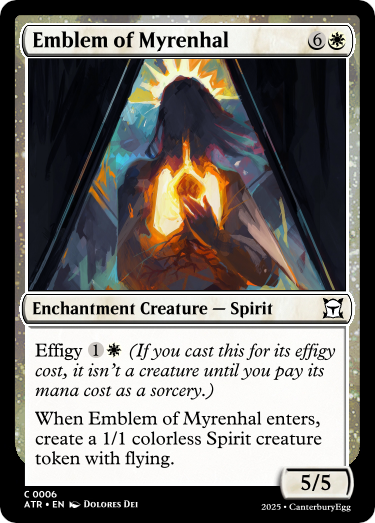 Emblem of Myrenhal 6
Enchantment Creature — Spirit
Effigy 1 (If you cast this for its effigy
cost, it isn't a creature until you pay its
mana cost as a sorcery.)
When Emblem of Myrenhal enters,
create a 1/1 colorless Spirit creature
token with flying.
5/5
C 0006
ATR • EN Dolores Dei
2025 • CanterburyEgg